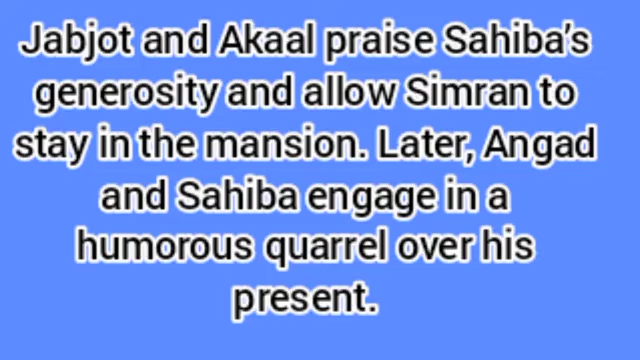 Jabjot and Akaal praise Sahiba's
generosity and allow Simran to
stay in the mansion. Later, Angad
and Sahiba engage in a
humorous quarrel over his
present.